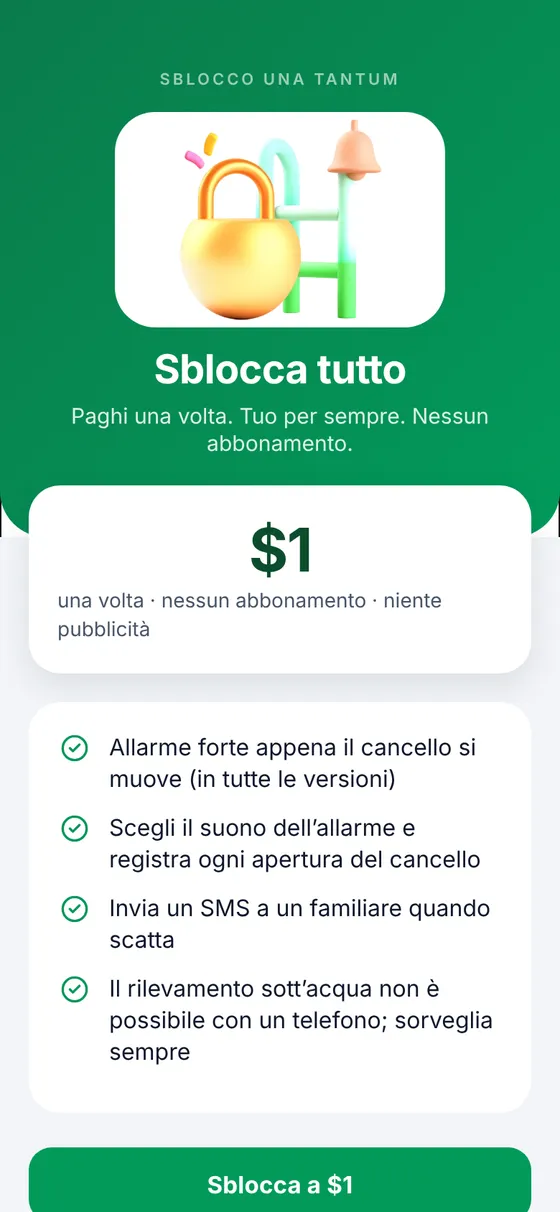 SBLOCCO UNA TANTUM
Sblocca tutto
Paghi una volta. Tuo per sempre. Nessun
abbonamento.
$1
una volta · nessun abbonamento · niente
pubblicità
Allarme forte appena il cancello si
muove (in tutte le versioni)
Scegli il suono dell’allarme e
registra ogni apertura del cancello
Invia un SMS a un familiare quando
scatta
Il rilevamento sott’acqua non è
possibile con un telefono; sorveglia
sempre
Sblocca a $1